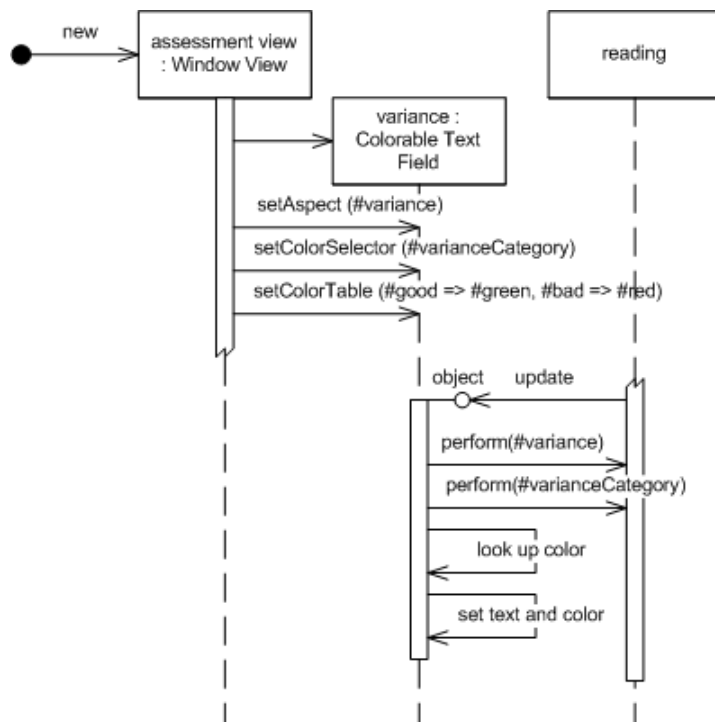 new
assessment view
: Window View
reading
variance :
Colorable Text
Field
setAspect (#variance)
setColorSelector (#varianceCategory)
setColorTable (#good => #green, #bad => #red)
object
update
perform(#variance)
perform(#varianceCategory)
look up color
set text and color